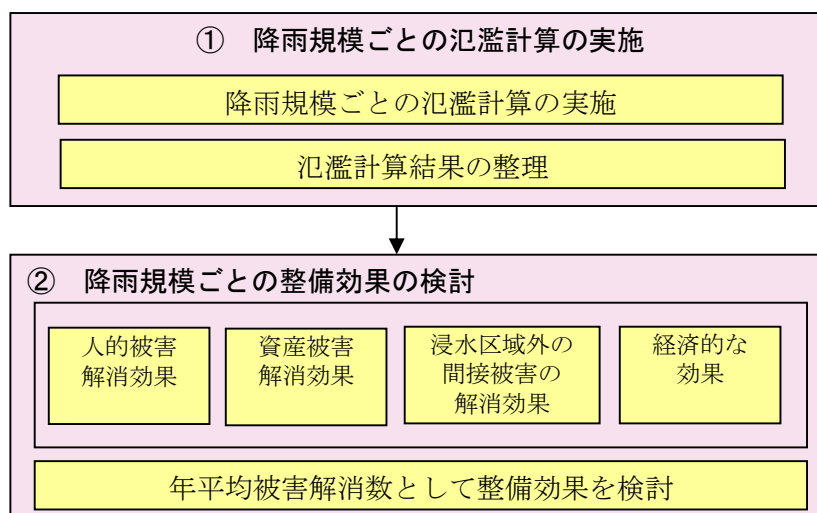 ① 降雨規模ごとの氾濫計算の実施
降雨規模ごとの氾濫計算の実施
氾濫計算結果の整理
② 降雨規模ごとの整備効果の検討
人的被害
解消効果
資産被害
解消効果
浸水区域外の
間接被害の
解消効果
経済的な
効果
年平均被害解消数として整備効果を検討